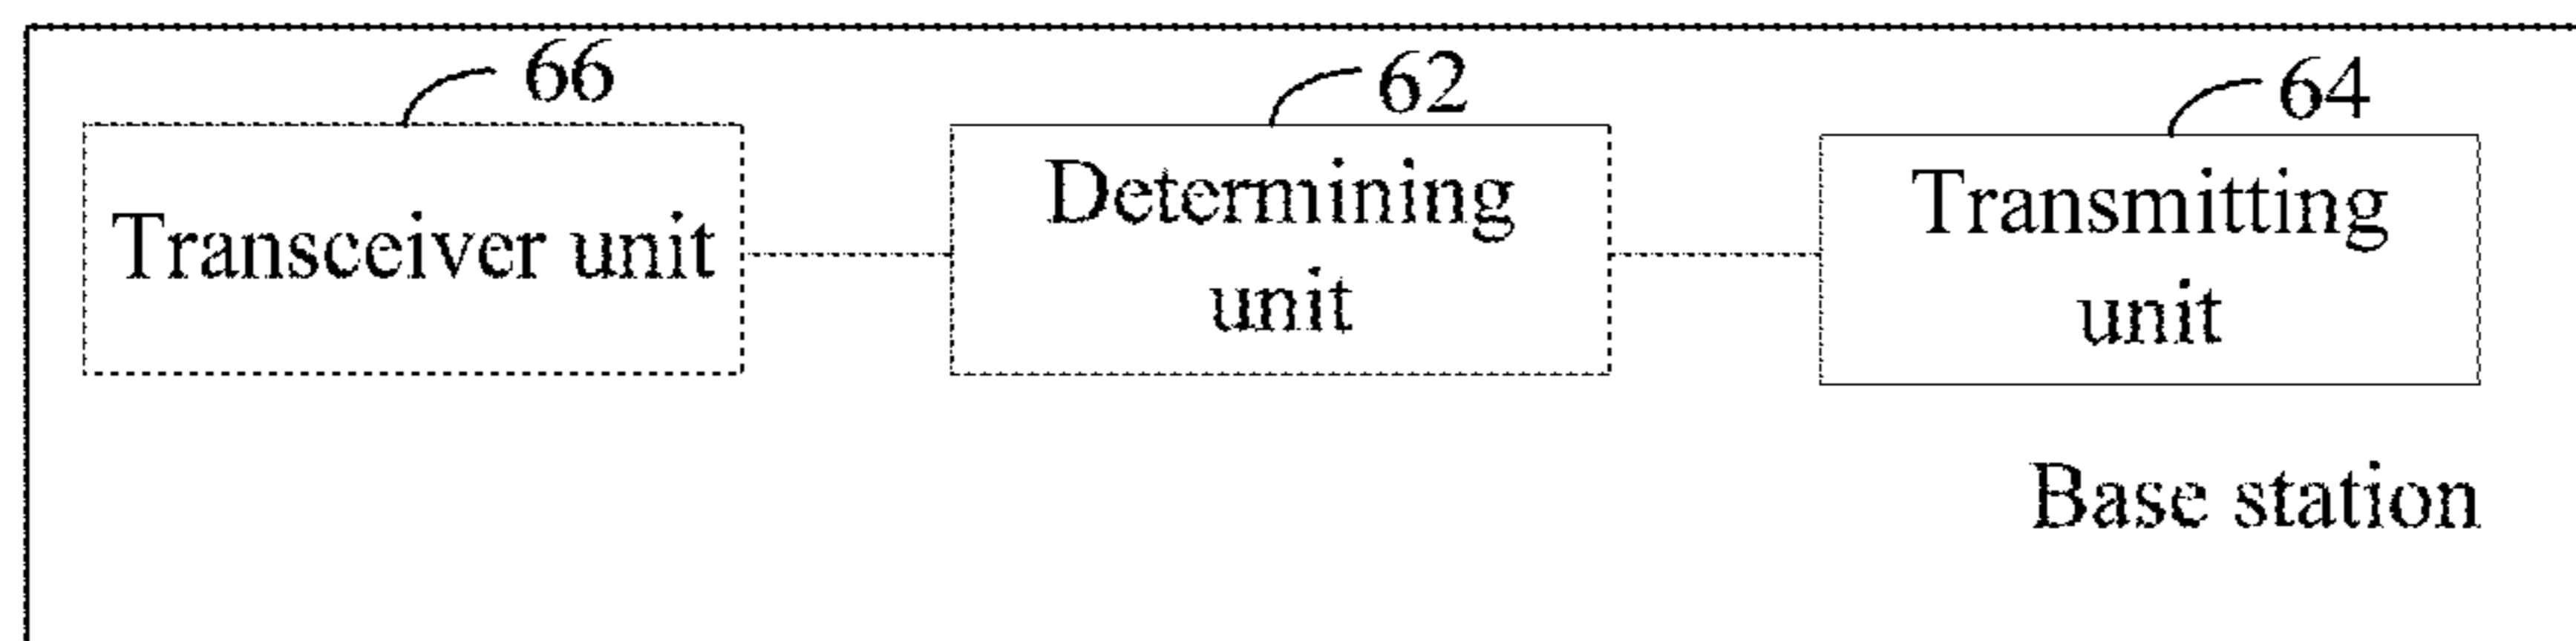 66
62
64
Transceiver unit
Determining
unit
Transmitting
unit
Base station